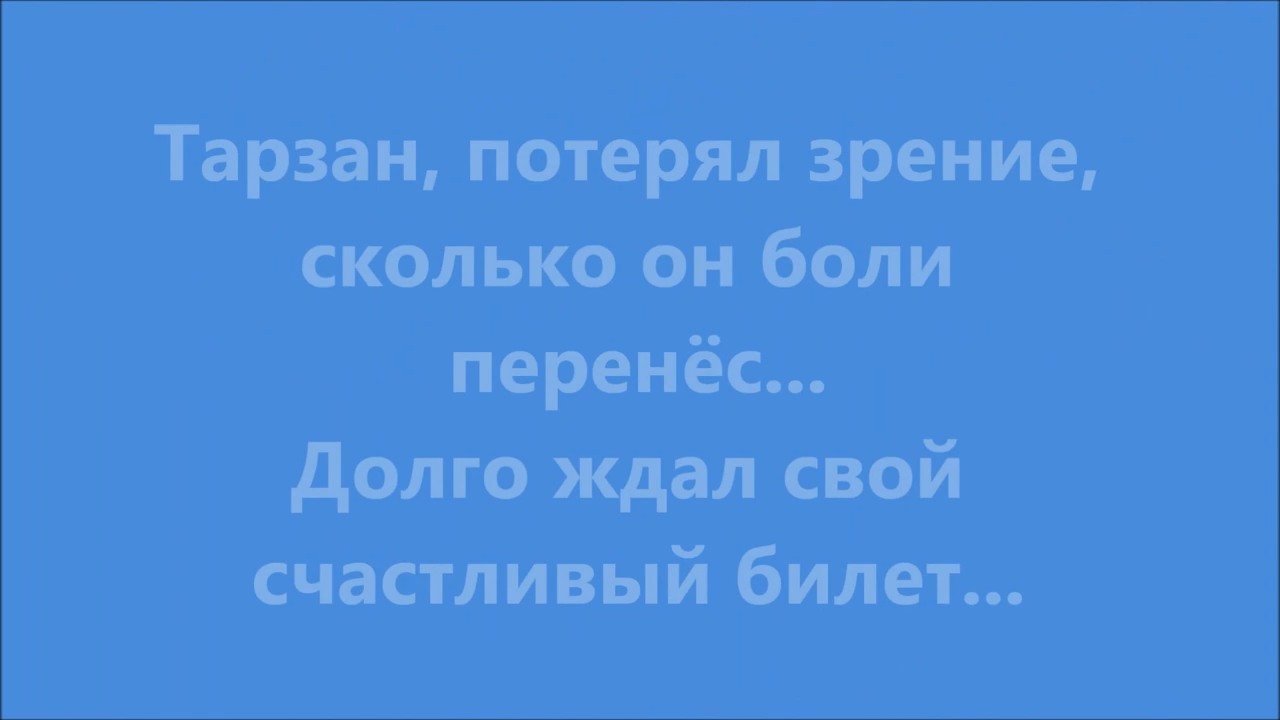 Тарзан, потерял зрение,
сколько он боли
перенёс...
Долго ждал свой
счастливый билет...